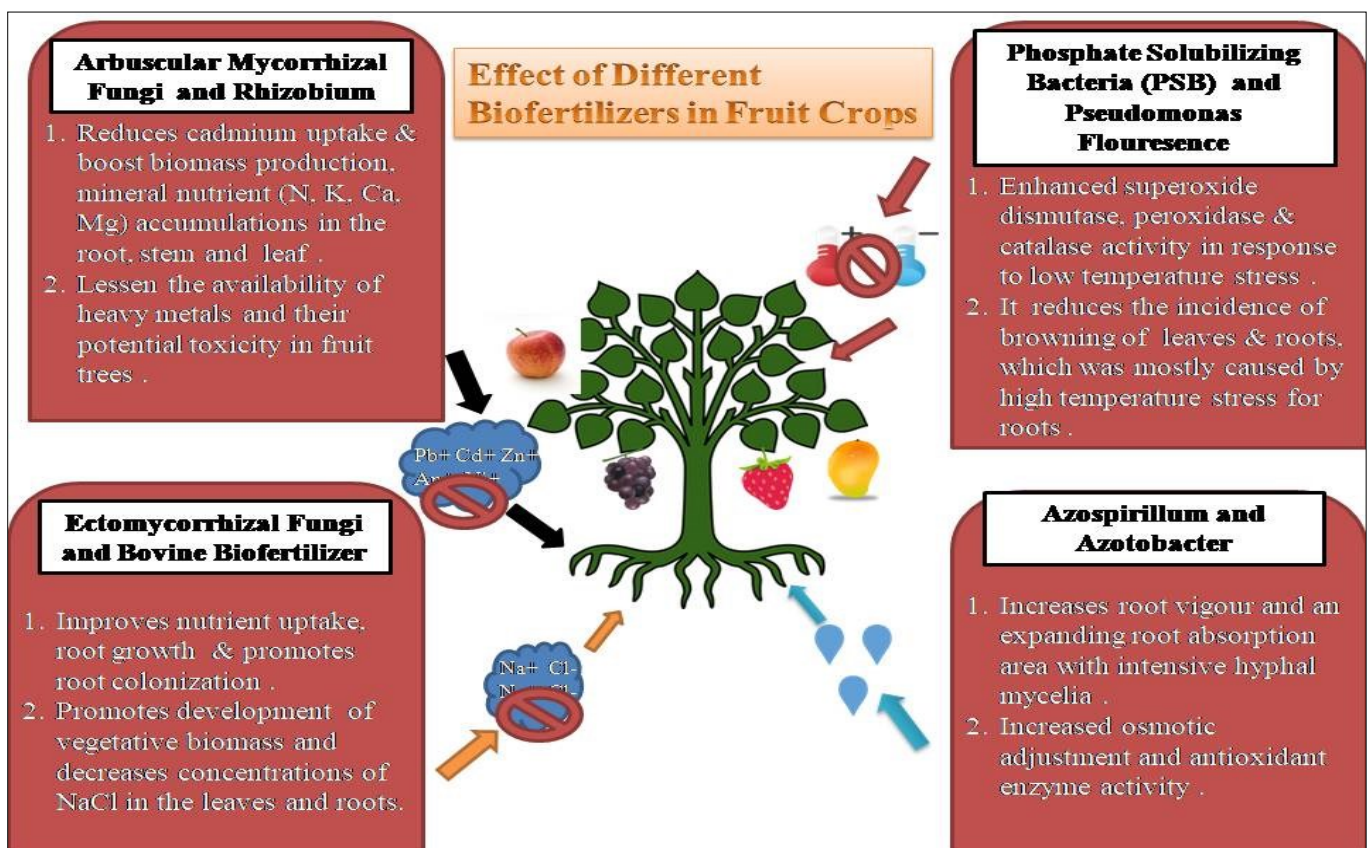 Arbuscular Mycorrhizal
Fungi and Rhizobium
1. Reduces cadmium uptake &
boost biomass production,
mineral nutrient (N, K, Ca,
Mg) accumulations in the
root, stem and leaf .
2. Lessen the availability of
heavy metals and their
potential toxicity in fruit
trees .
Effect of Different
Biofertilizers in Fruit Crops
Phosphate Solubilizing
Bacteria (PSB) and
Pseudomonas
Flouresence
1. Enhanced superoxide
dismutase, peroxidase &
catalase activity in response
to low temperature stress .
2. It reduces the incidence of
browning of leaves & roots,
which was mostly caused by
high temperature stress for
roots .
+ −
Pb+ Cd+ Zn+
Ectomycorrhizal Fungi
and Bovine Biofertilizer
1. Improves nutrient uptake,
root growth & promotes
root colonization .
2. Promotes development of
vegetative biomass and
decreases concentrations of
NaCl in the leaves and roots.
Na+ Cl-
Azospirillum and
Azotobacter
1. Increases root vigour and an
expanding root absorption
area with intensive hyphal
mycelia .
2. Increased osmotic
adjustment and antioxidant
enzyme activity .